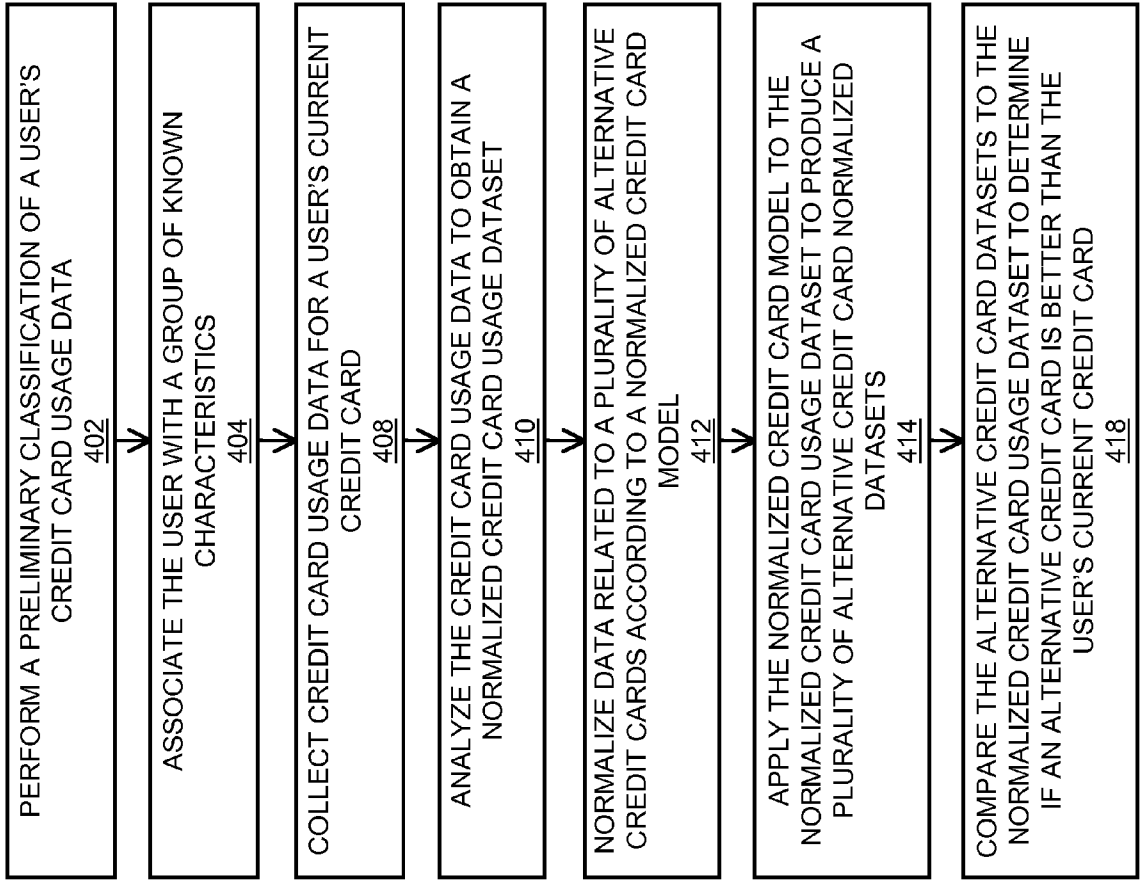 PERFORM A PRELIMINARY CLASSIFICATION OF A USER'S
CREDIT CARD USAGE DATA
402
ASSOCIATE THE USER WITH A GROUP OF KNOWN
CHARACTERISTICS
404
COLLECT CREDIT CARD USAGE DATA FOR A USER'S CURRENT
CREDIT CARD
408
ANALYZE THE CREDIT CARD USAGE DATA TO OBTAIN A
NORMALIZED CREDIT CARD USAGE DATASET
410
NORMALIZE DATA RELATED TO A PLURALITY OF ALTERNATIVE
CREDIT CARDS ACCORDING TO A NORMALIZED CREDIT CARD
MODEL
412
APPLY THE NORMALIZED CREDIT CARD MODEL TO THE
NORMALIZED CREDIT CARD USAGE DATASET TO PRODUCE A
PLURALITY OF ALTERNATIVE CREDIT CARD NORMALIZED
DATASETS
414
COMPARE THE ALTERNATIVE CREDIT CARD DATASETS TO THE
NORMALIZED CREDIT CARD USAGE DATASET TO DETERMINE
IF AN ALTERNATIVE CREDIT CARD IS BETTER THAN THE
USER'S CURRENT CREDIT CARD
418